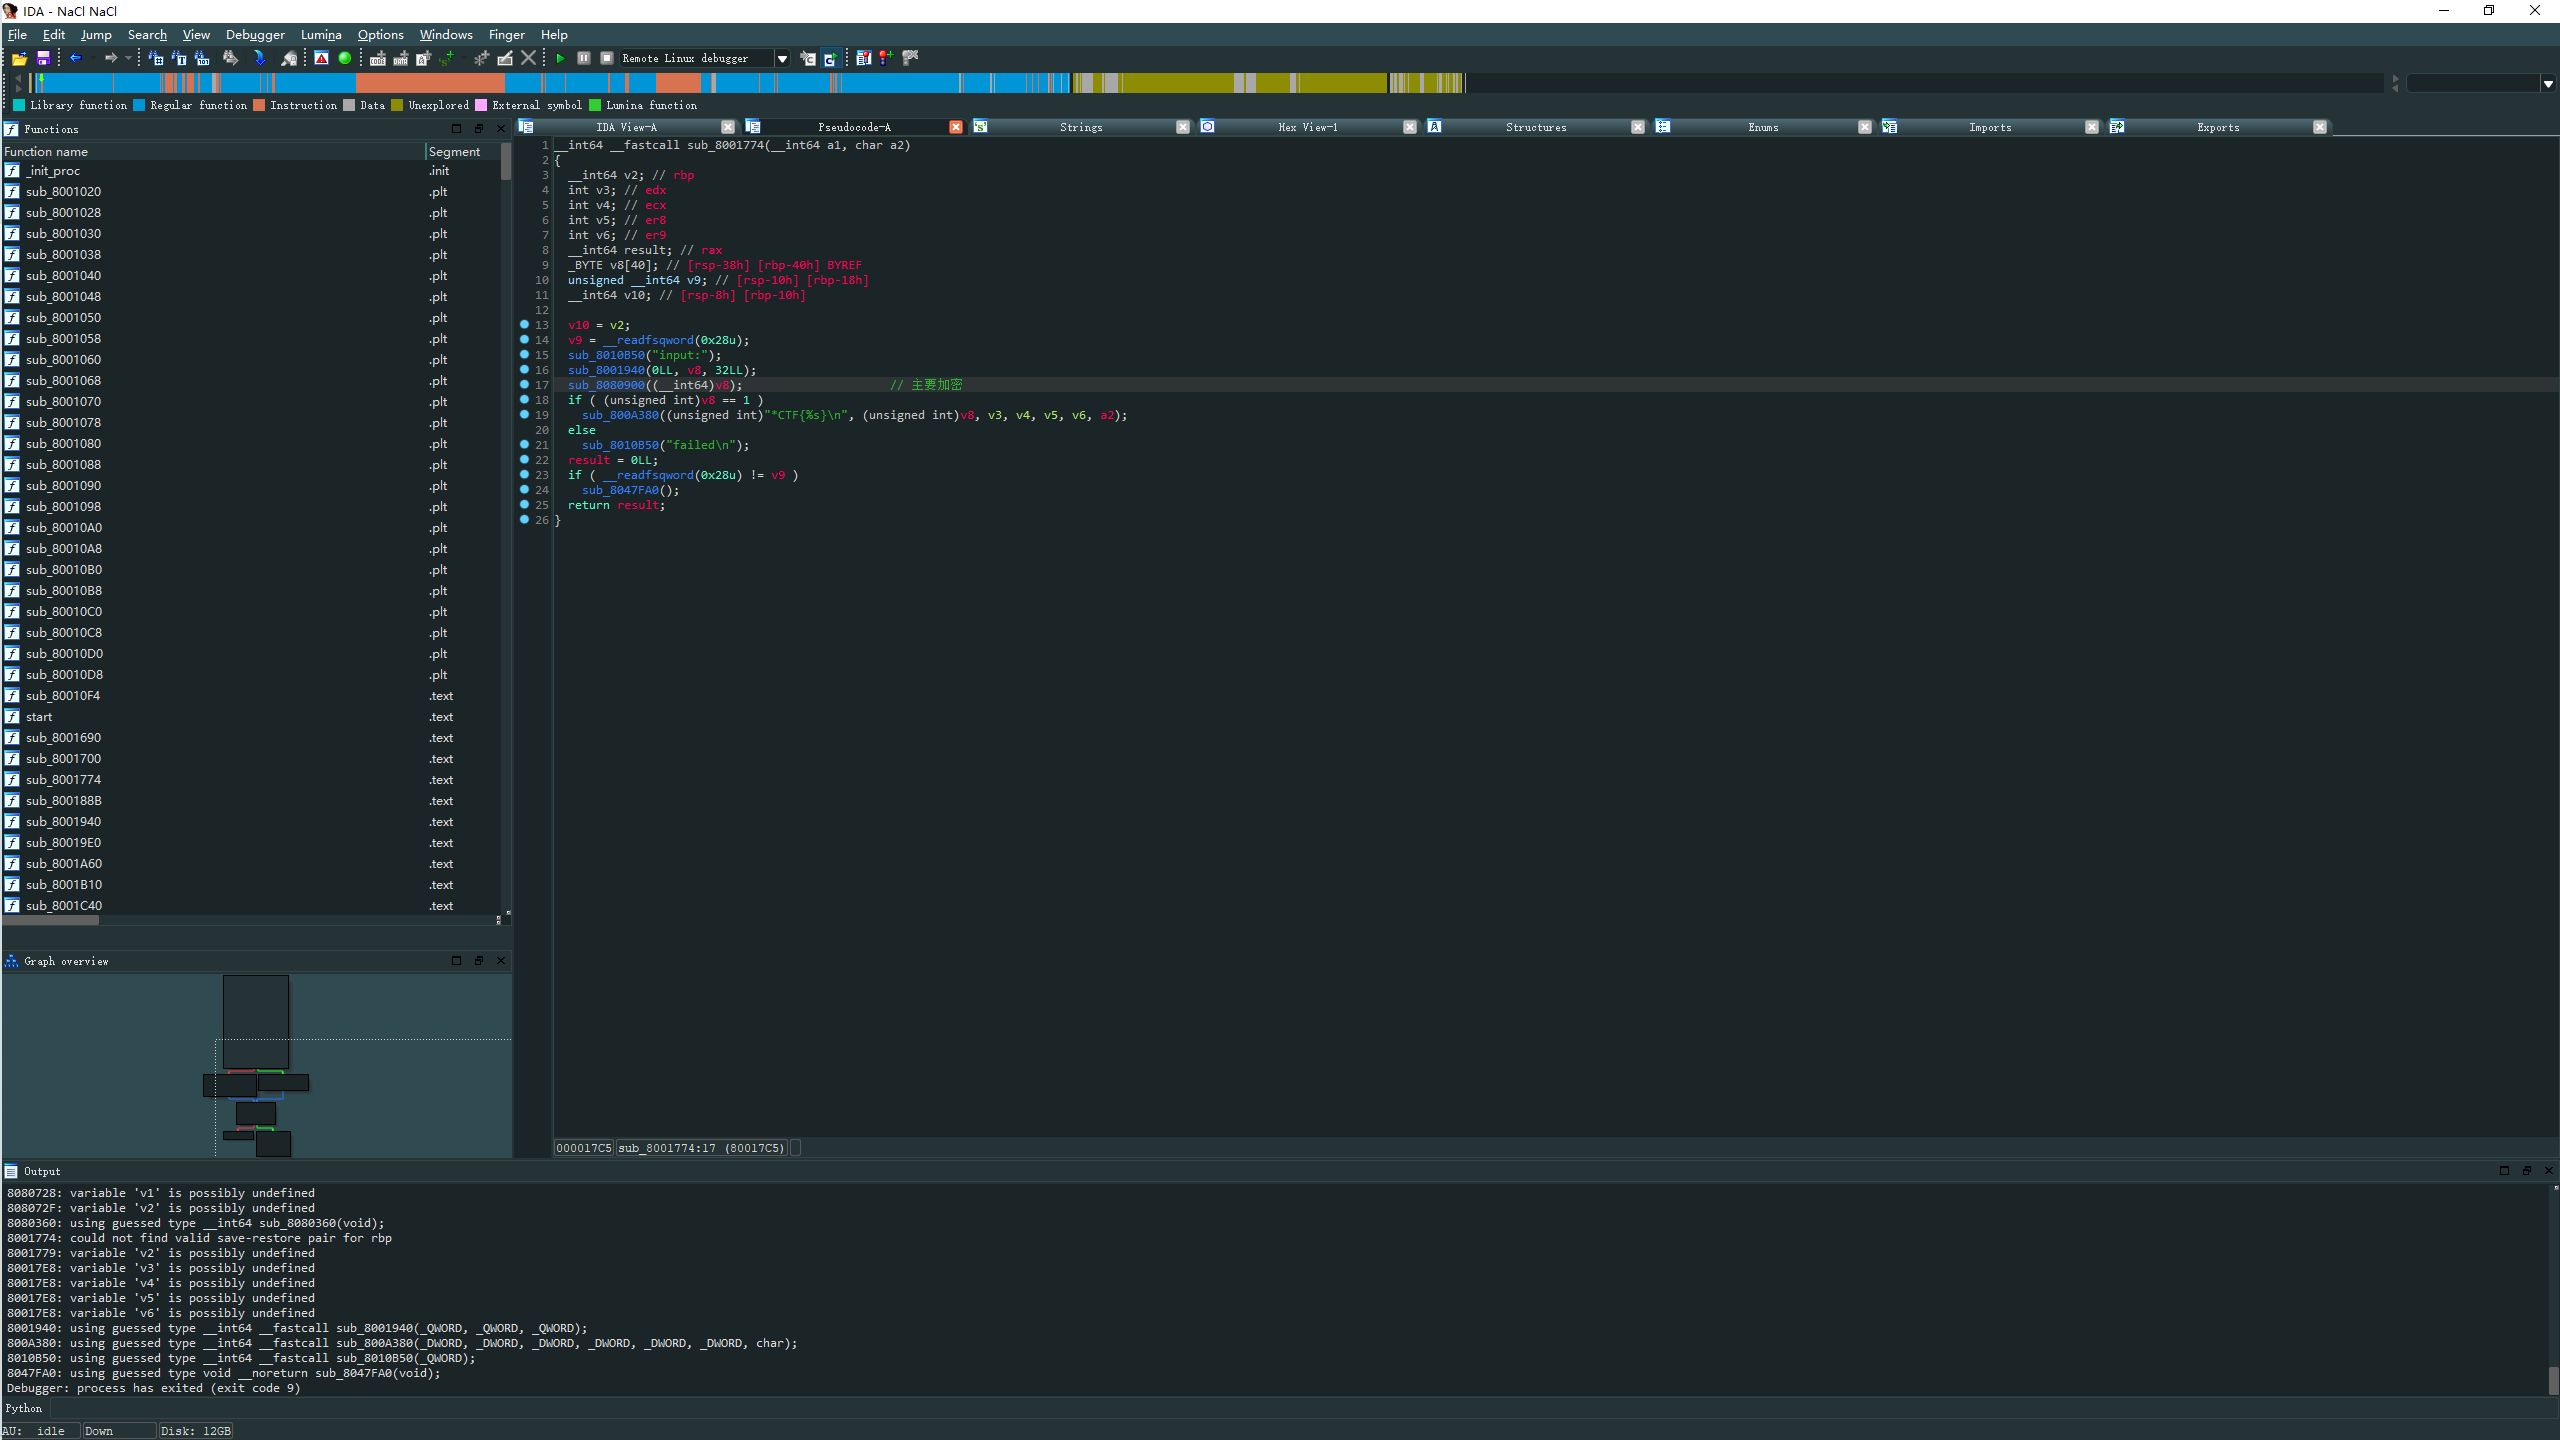 IDA - NaCl NaCl
File Edit Jump Search View Debugger Lumina Options Windows Finger Help
Remote Linux debugger
Library function Regular function Instruction Data Unexplored External symbol Lumina function
Functions
Function name Segment
_init_proc .init
sub_8001020 .plt
sub_8001028 .plt
sub_8001030 .plt
sub_8001038 .plt
sub_8001040 .plt
sub_8001048 .plt
sub_8001050 .plt
sub_8001058 .plt
sub_8001060 .plt
sub_8001068 .plt
sub_8001070 .plt
sub_8001078 .plt
sub_8001080 .plt
sub_8001088 .plt
sub_8001090 .plt
sub_8001098 .plt
sub_80010A0 .plt
sub_80010A8 .plt
sub_80010B0 .plt
sub_80010B8 .plt
sub_80010C0 .plt
sub_80010C8 .plt
sub_80010D0 .plt
sub_80010D8 .plt
sub_80010F4 .text
start .text
sub_8001690 .text
sub_8001700 .text
sub_8001774 .text
sub_800188B .text
sub_8001940 .text
sub_80019E0 .text
sub_8001A60 .text
sub_8001B10 .text
sub_8001C40 .text
Graph overview
IDA View-A Pseudocode-A Strings Hex View-1 Structures Enums Imports Exports
1 __int64 __fastcall sub_8001774(__int64 a1, char a2)
2 {
3 __int64 v2; // rbp
4 int v3; // edx
5 int v4; // ecx
6 int v5; // er8
7 int v6; // er9
8 __int64 result; // rax
9 _BYTE v8[40]; // [rsp-38h] [rbp-40h] BYREF
10 unsigned __int64 v9; // [rsp-10h] [rbp-18h]
11 __int64 v10; // [rsp-8h] [rbp-10h]
12
13 v10 = v2;
14 v9 = __readfsqword(0x28u);
15 sub_8010B50("input:");
16 sub_8001940(0LL, v8, 32LL);
17 sub_8080900((__int64)v8); // 主要加密
18 if ( (unsigned int)v8 == 1 )
19 sub_800A380((unsigned int)"*CTF{%s}\n", (unsigned int)v8, v3, v4, v5, v6, a2);
20 else
21 sub_8010B50("failed\n");
22 result = 0LL;
23 if ( __readfsqword(0x28u) != v9 )
24 sub_8047FA0();
25 return result;
26 }
000017C5 sub_8001774:17 (80017C5)
Output
8080728: variable 'v1' is possibly undefined
808072F: variable 'v2' is possibly undefined
8080360: using guessed type __int64 sub_8080360(void);
8001774: could not find valid save-restore pair for rbp
8001779: variable 'v2' is possibly undefined
80017E8: variable 'v3' is possibly undefined
80017E8: variable 'v4' is possibly undefined
80017E8: variable 'v5' is possibly undefined
80017E8: variable 'v6' is possibly undefined
8001940: using guessed type __int64 __fastcall sub_8001940(_QWORD, _QWORD, _QWORD);
800A380: using guessed type __int64 __fastcall sub_800A380(_DWORD, _DWORD, _DWORD, _DWORD, _DWORD, _DWORD, char);
8010B50: using guessed type __int64 __fastcall sub_8010B50(_QWORD);
8047FA0: using guessed type void __noreturn sub_8047FA0(void);
Debugger: process has exited (exit code 9)
Python
AU: idle Down Disk: 12GB